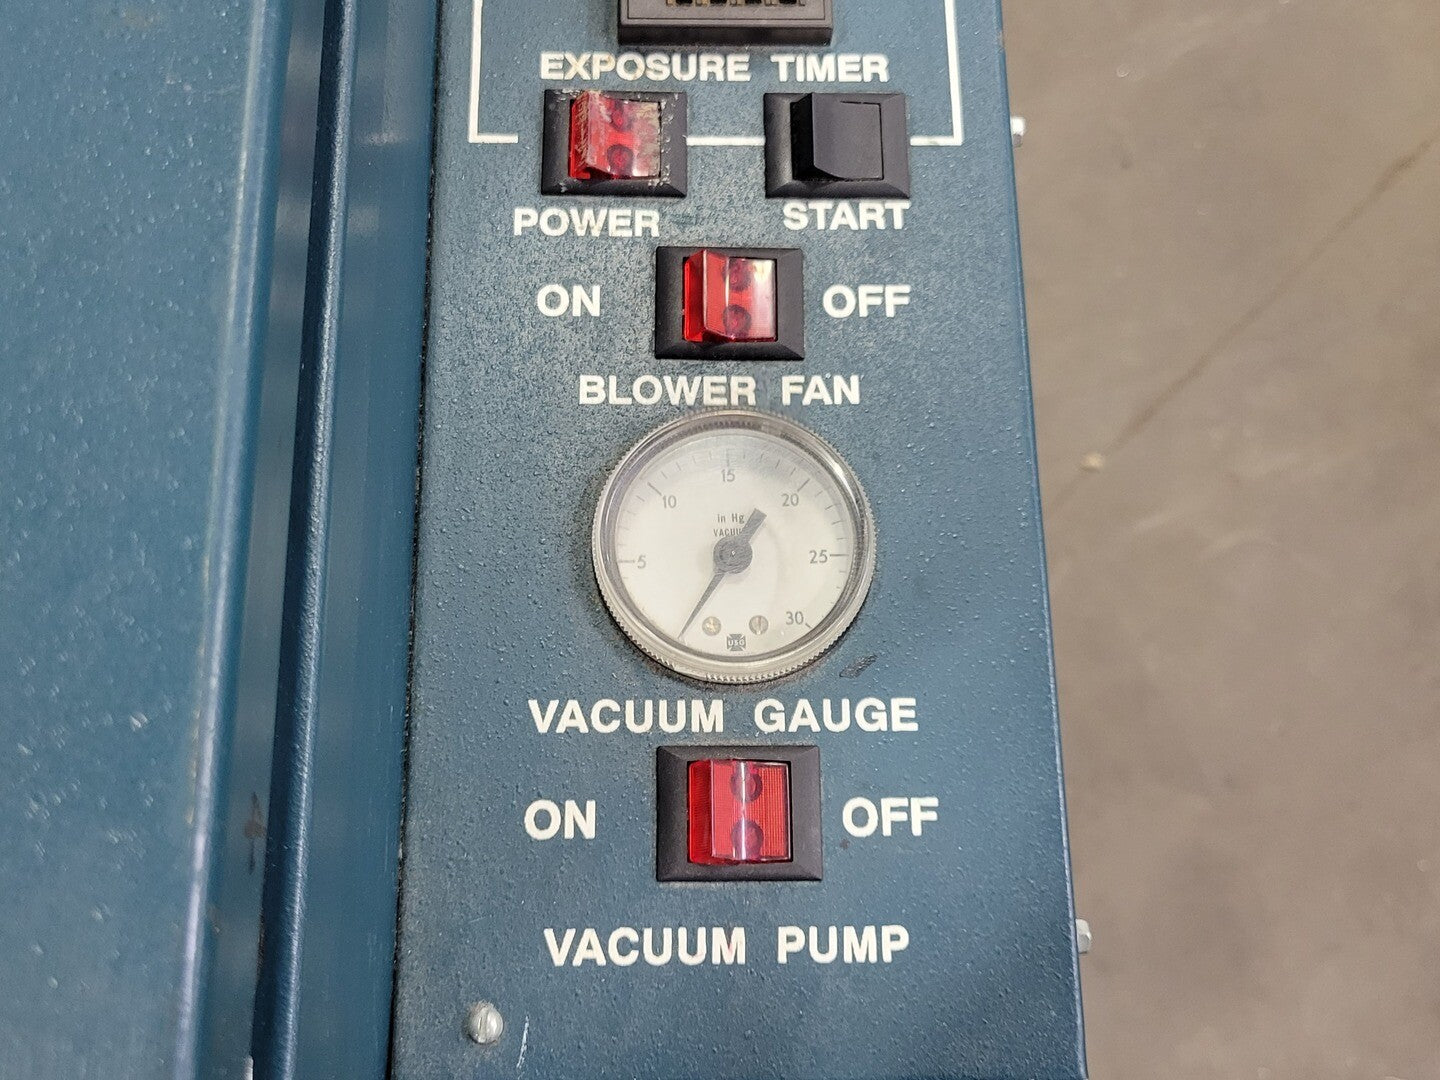 EXPOSURE TIMER
POWER
START
ON
OFF
BLOWER FAN
15
10
20
in Hg
5
25
30
USG
VACUUM GAUGE
ON
OFF
VACUUM PUMP